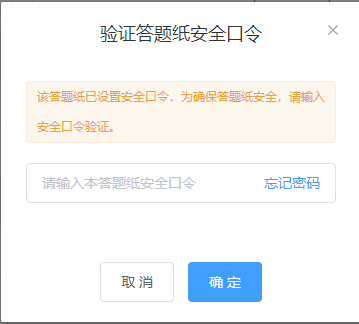 验证答题纸安全口令
该答题纸已设置安全口令，为确保答题纸安全，请输入
安全口令验证。
请输入本答题纸安全口令 忘记密码
取消 确定